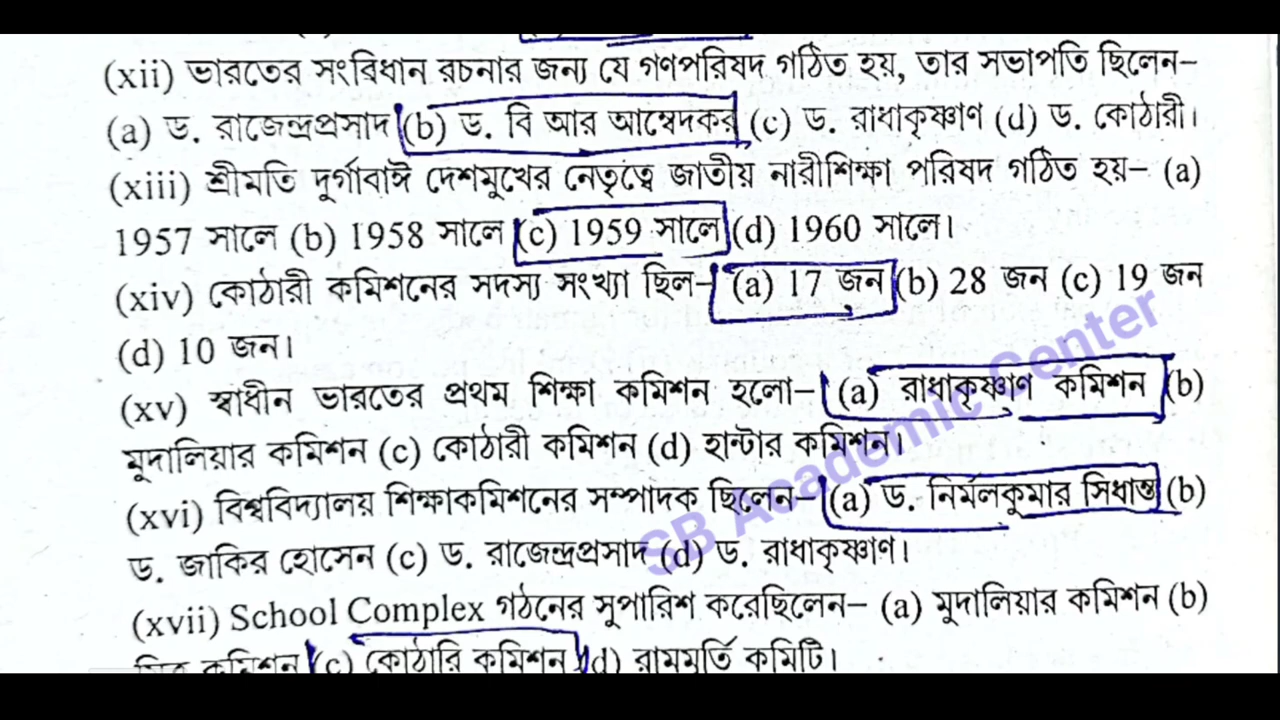 (xii) ভারতের সংবিধান রচনার জন্য যে গণপরিষদ গঠিত হয়, তার সভাপতি ছিলেন–
(a) ড. রাজেন্দ্রপ্রসাদ (b) ড. বি আর আম্বেদকর (c) ড. রাধাকৃষ্ণাণ (d) ড. কোঠারী।
(xiii) শ্রীমতি দুর্গাবাঈ দেশমুখের নেতৃত্বে জাতীয় নারীশিক্ষা পরিষদ গঠিত হয়– (a)
1957 সালে (b) 1958 সালে (c) 1959 সালে (d) 1960 সালে।
(xiv) কোঠারী কমিশনের সদস্য সংখ্যা ছিল– (a) 17 জন (b) 28 জন (c) 19 জন
(d) 10 জন।
(xv) স্বাধীন ভারতের প্রথম শিক্ষা কমিশন হলো– (a) রাধাকৃষ্ণাণ কমিশন (b)
মুদালিয়ার কমিশন (c) কোঠারী কমিশন (d) হান্টার কমিশন।
(xvi) বিশ্ববিদ্যালয় শিক্ষাকমিশনের সম্পাদক ছিলেন– (a) ড. নির্মলকুমার সিধান্ত (b)
ড. জাকির হোসেন (c) ড. রাজেন্দ্রপ্রসাদ (d) ড. রাধাকৃষ্ণাণ।
(xvii) School Complex গঠনের সুপারিশ করেছিলেন– (a) মুদালিয়ার কমিশন (b)
কমিশন (c) কোঠারি কমিশন (d) রামমূর্তি কমিটি।
SB Academic Center